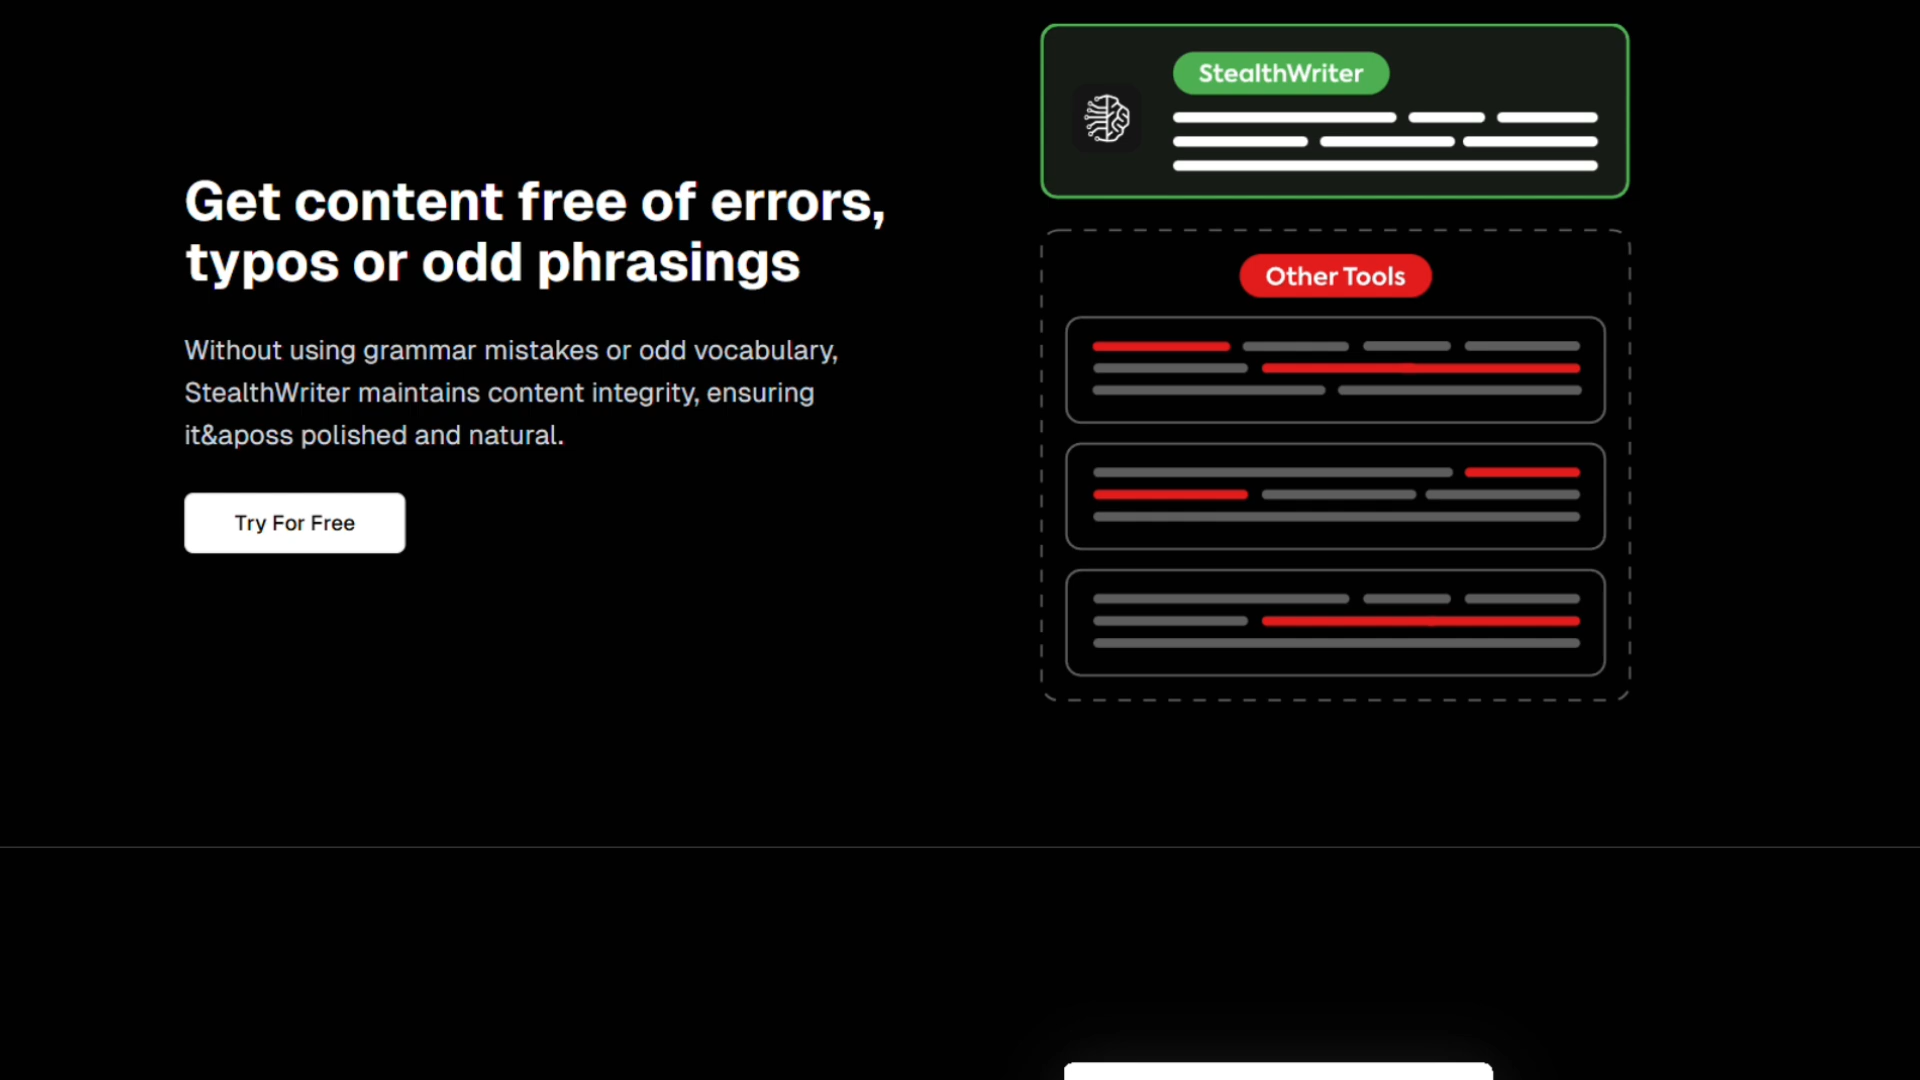 StealthWriter
Get content free of errors,
typos or odd phrasings
Other Tools
Without using grammar mistakes or odd vocabulary,
StealthWriter maintains content integrity, ensuring
it&aposs polished and natural.
Try For Free